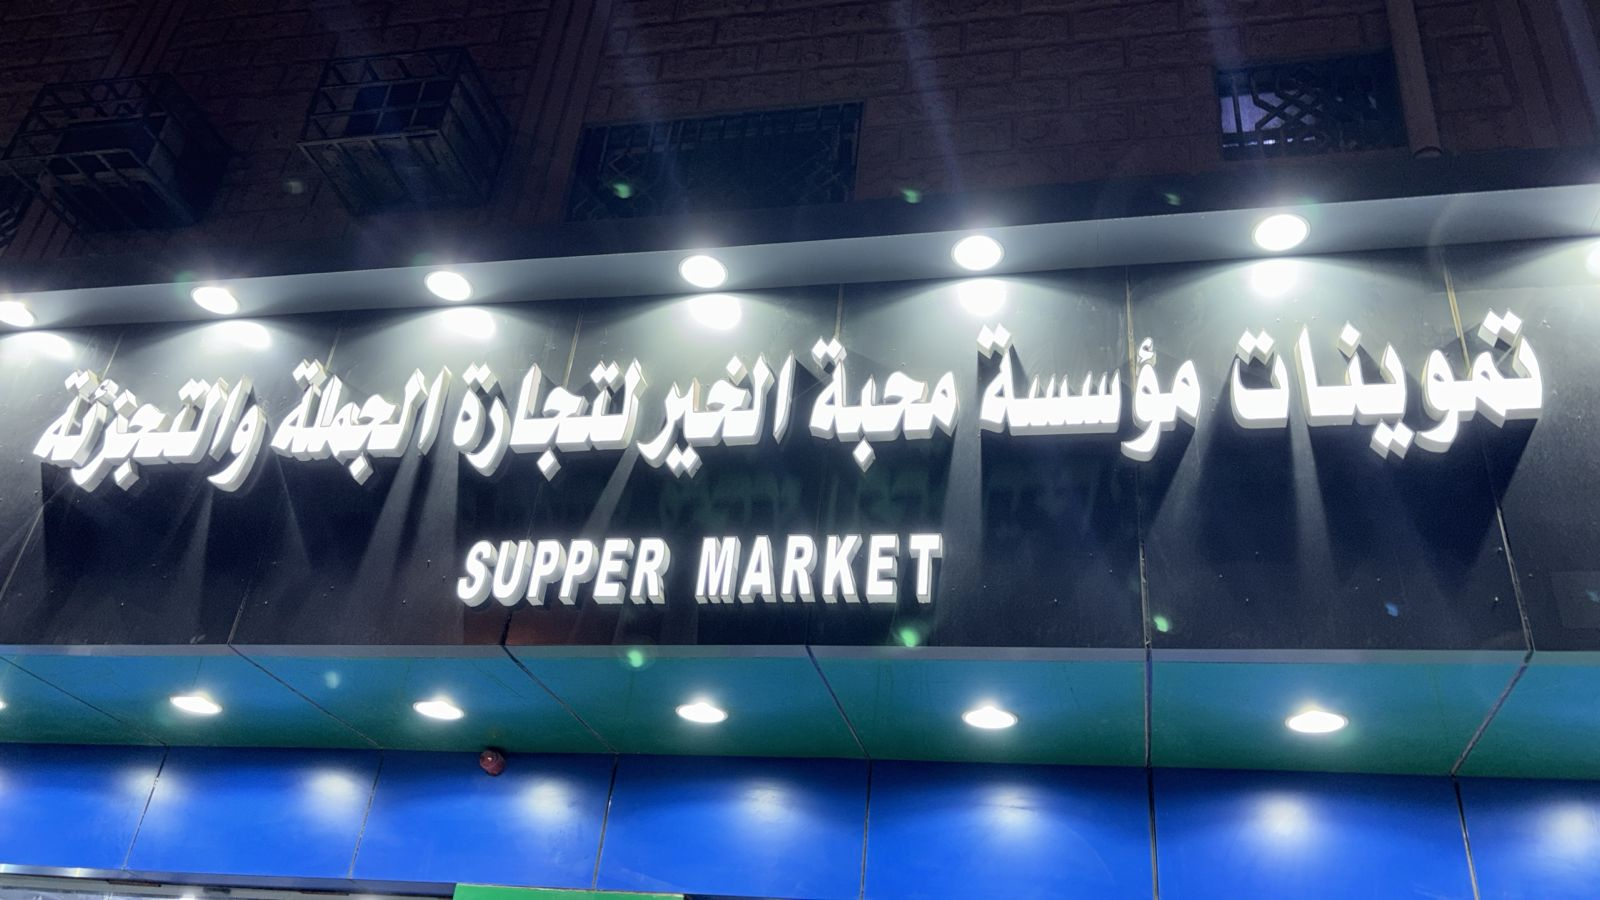 تموينات مؤسسة محبة الخير لتجارة الجملة والتجزئة
SUPPER MARKET